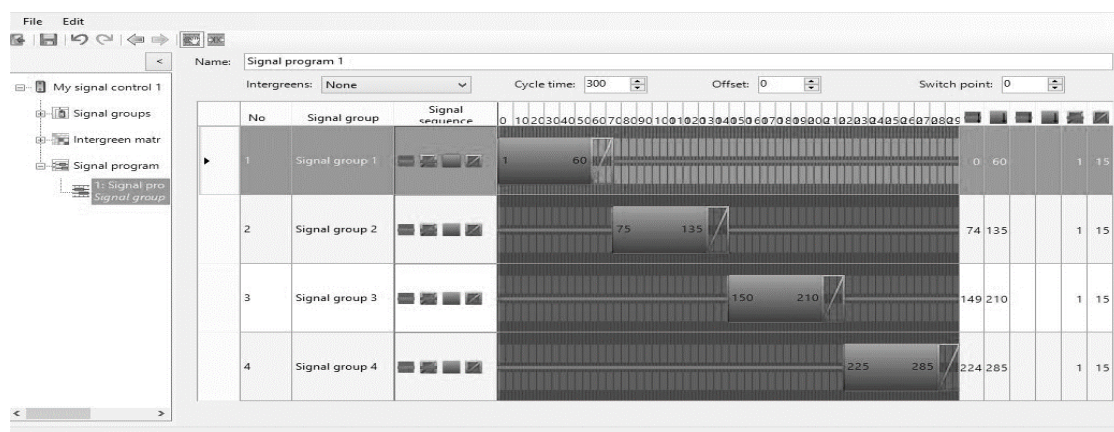 File Edit
<
Name: Signal program 1
My signal control 1
Intergreens: None Cycle time: 300 Offset: 0 Switch point: 0
Signal groups
No Signal group Signal sequence
Intergreen matr
1 Signal group 1 1 60 0 60 1 15
Signal program
1: Signal pro
Signal group
2 Signal group 2 75 135 74 135 1 15
3 Signal group 3 150 210 149 210 1 15
4 Signal group 4 225 285 224 285 1 15
< >